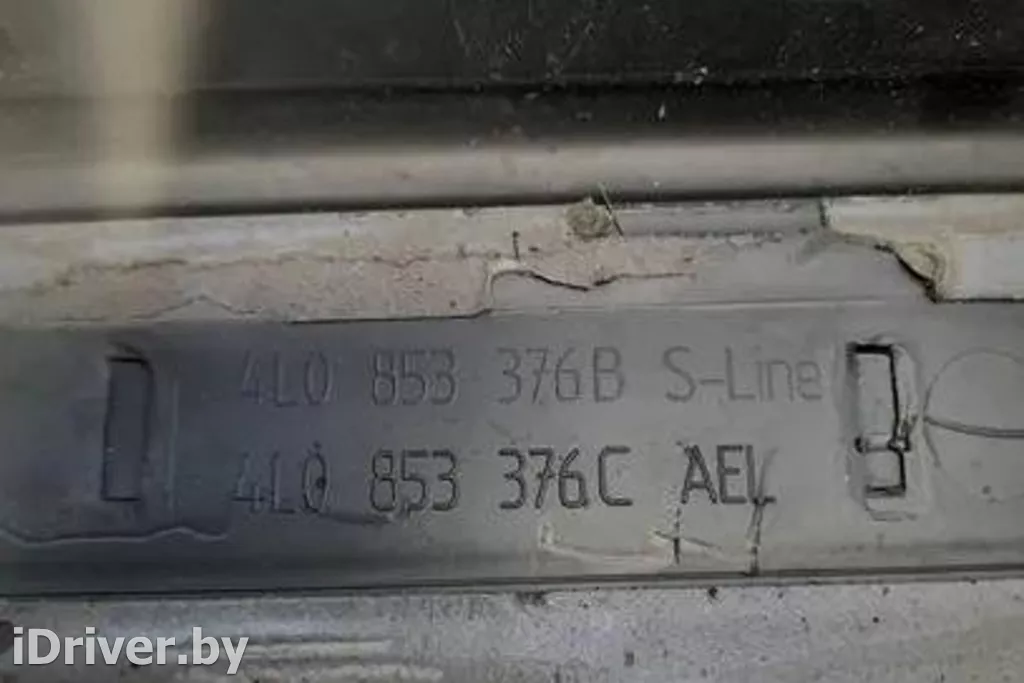 4L0 853 376B S-Line
4L0 853 376C AEL
iDriver.by